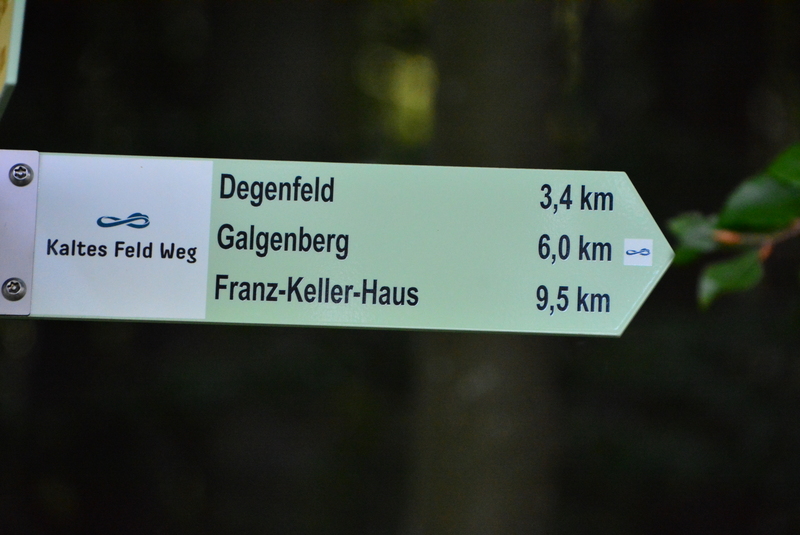 Kaltes Feld Weg
Degenfeld 3,4 km
Galgenberg 6,0 km
Franz-Keller-Haus 9,5 km